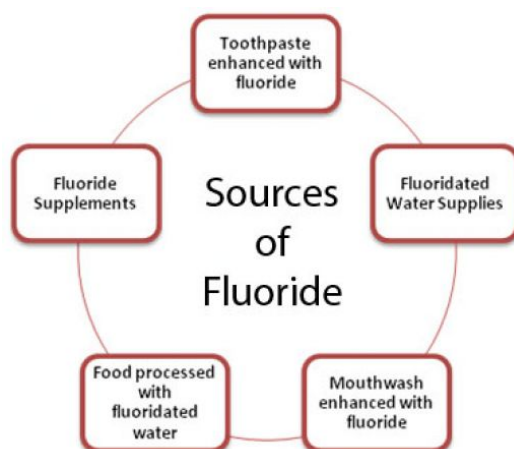 Toothpaste
enhanced with
fluoride
Fluoride
Supplements
Sources
of
Fluoride
Fluoridated
Water Supplies
Food processed
with
fluoridated
water
Mouthwash
enhanced with
fluoride